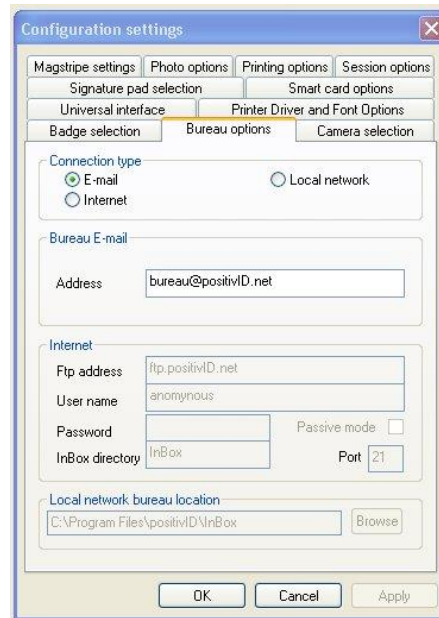 Configuration settings
Magstripe settings Photo options Printing options Session options
Signature pad selection Smart card options
Universal interface Printer Driver and Font Options
Badge selection Bureau options Camera selection
Connection type
E-mail Local network
Internet
Bureau E-mail
Address bureau@positivID.net
Internet
Ftp address ftp.positivID.net
User name anomynous
Password Passive mode
InBox directory InBox Port 21
Local network bureau location
C:\Program Files\positivID\InBox Browse
OK Cancel Apply